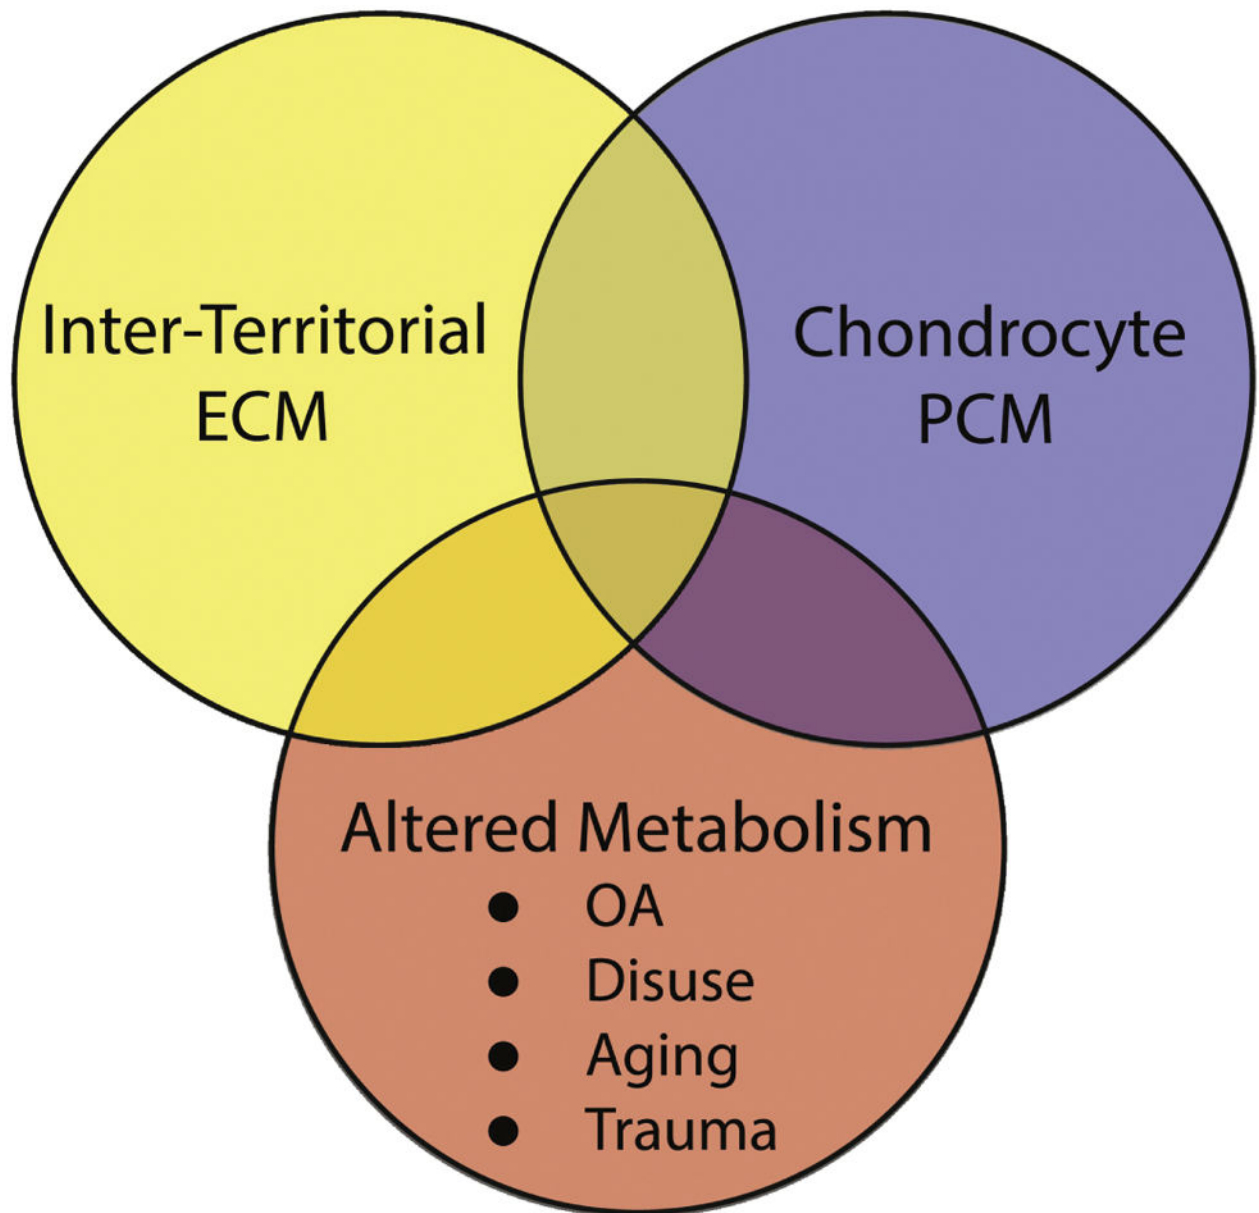 Inter-Territorial
ECM
Chondrocyte
PCM
Altered Metabolism
● OA
● Disuse
● Aging
● Trauma